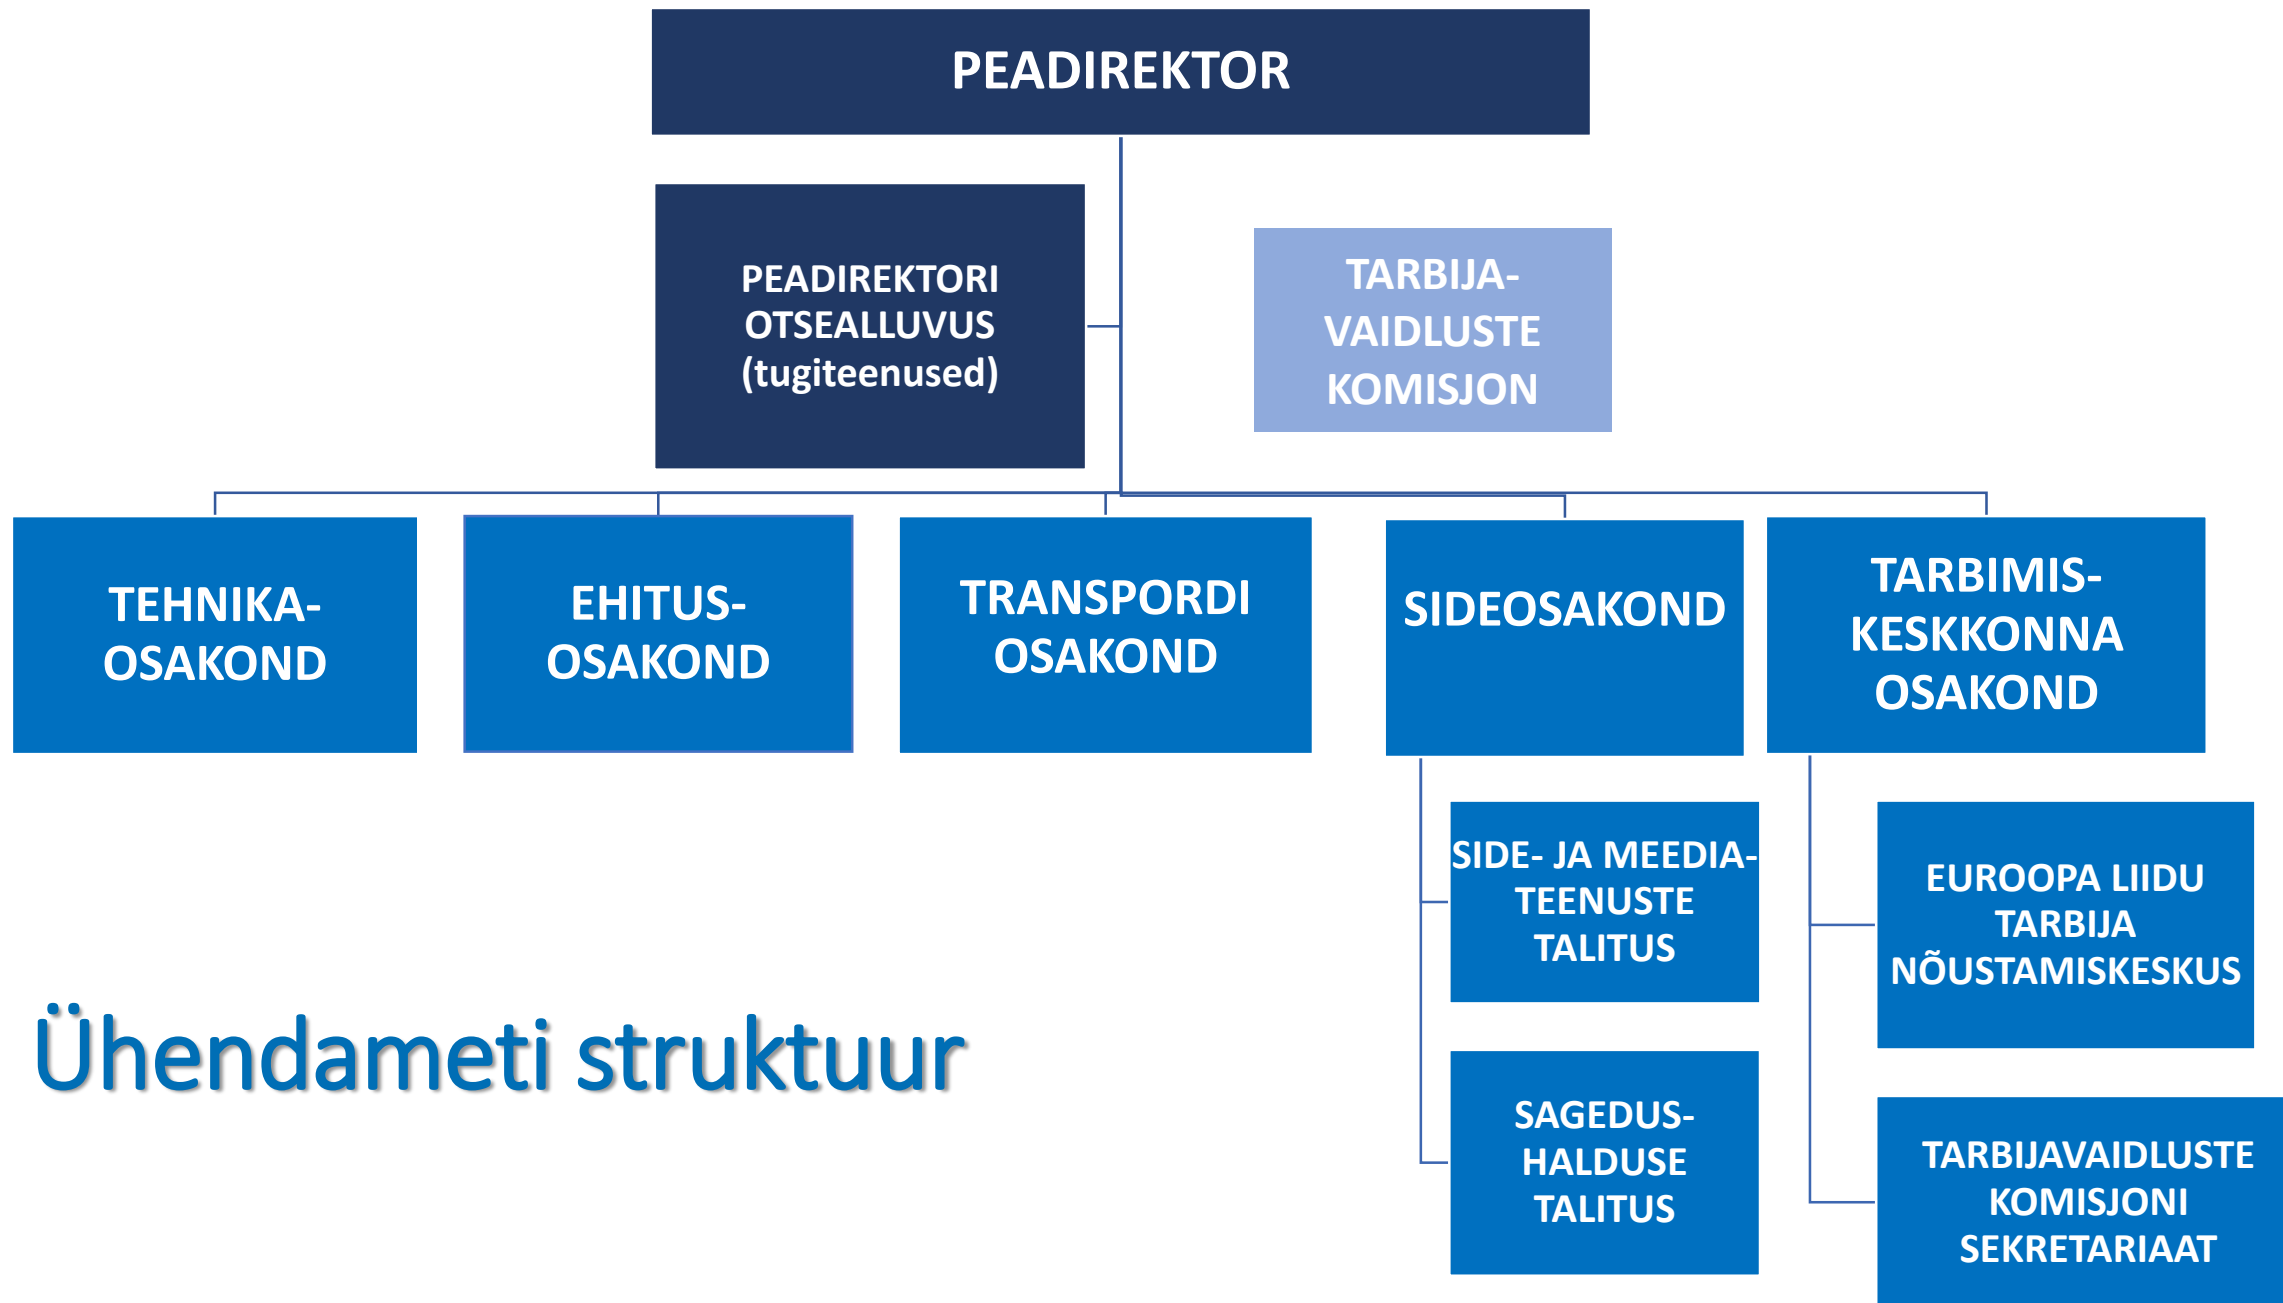 PEADIREKTOR
PEADIREKTORI
OTSEALLUVUS
(tugiteenused)
TARBIJA-
VAIDLUSTE
KOMISJON
TEHNIKA-
OSAKOND
EHITUS-
OSAKOND
TRANSPORDI
OSAKOND
SIDEOSAKOND
TARBIMIS-
KESKKONNA
OSAKOND
SIDE- JA MEEDIA-
TEENUSTE
TALITUS
EUROOPA LIIDU
TARBIJA
NÕUSTAMISKESKUS
SAGEDUS-
HALDUSE
TALITUS
TARBIJAVAIDLUSTE
KOMISJONI
SEKRETARIAAT
Ühendameti struktuur